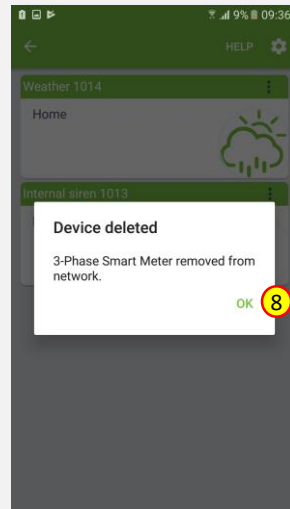 9% 09:36
HELP
Weather 1014
Home
Internal siren 1013
Device deleted
3-Phase Smart Meter removed from
network.
OK 8